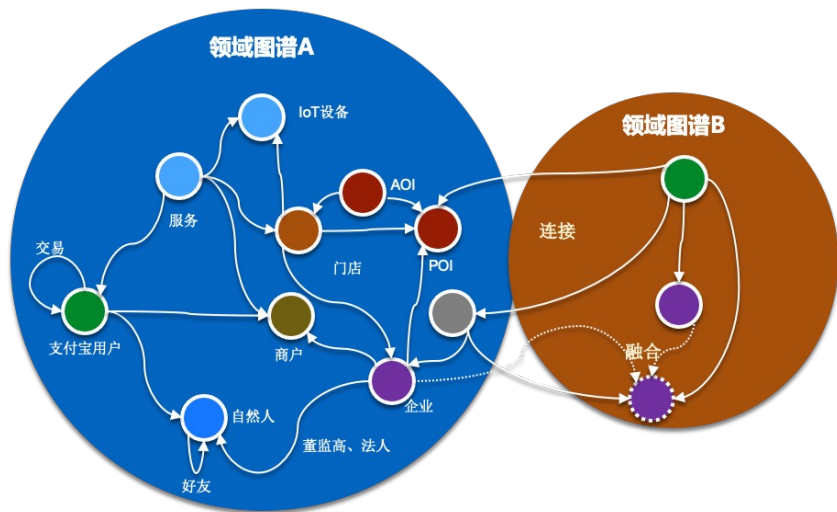 领域图谱A
领域图谱B
IoT设备
AOI
服务
连接
交易
门店
POI
支付宝用户
商户
融合
企业
自然人
董监高、法人
好友